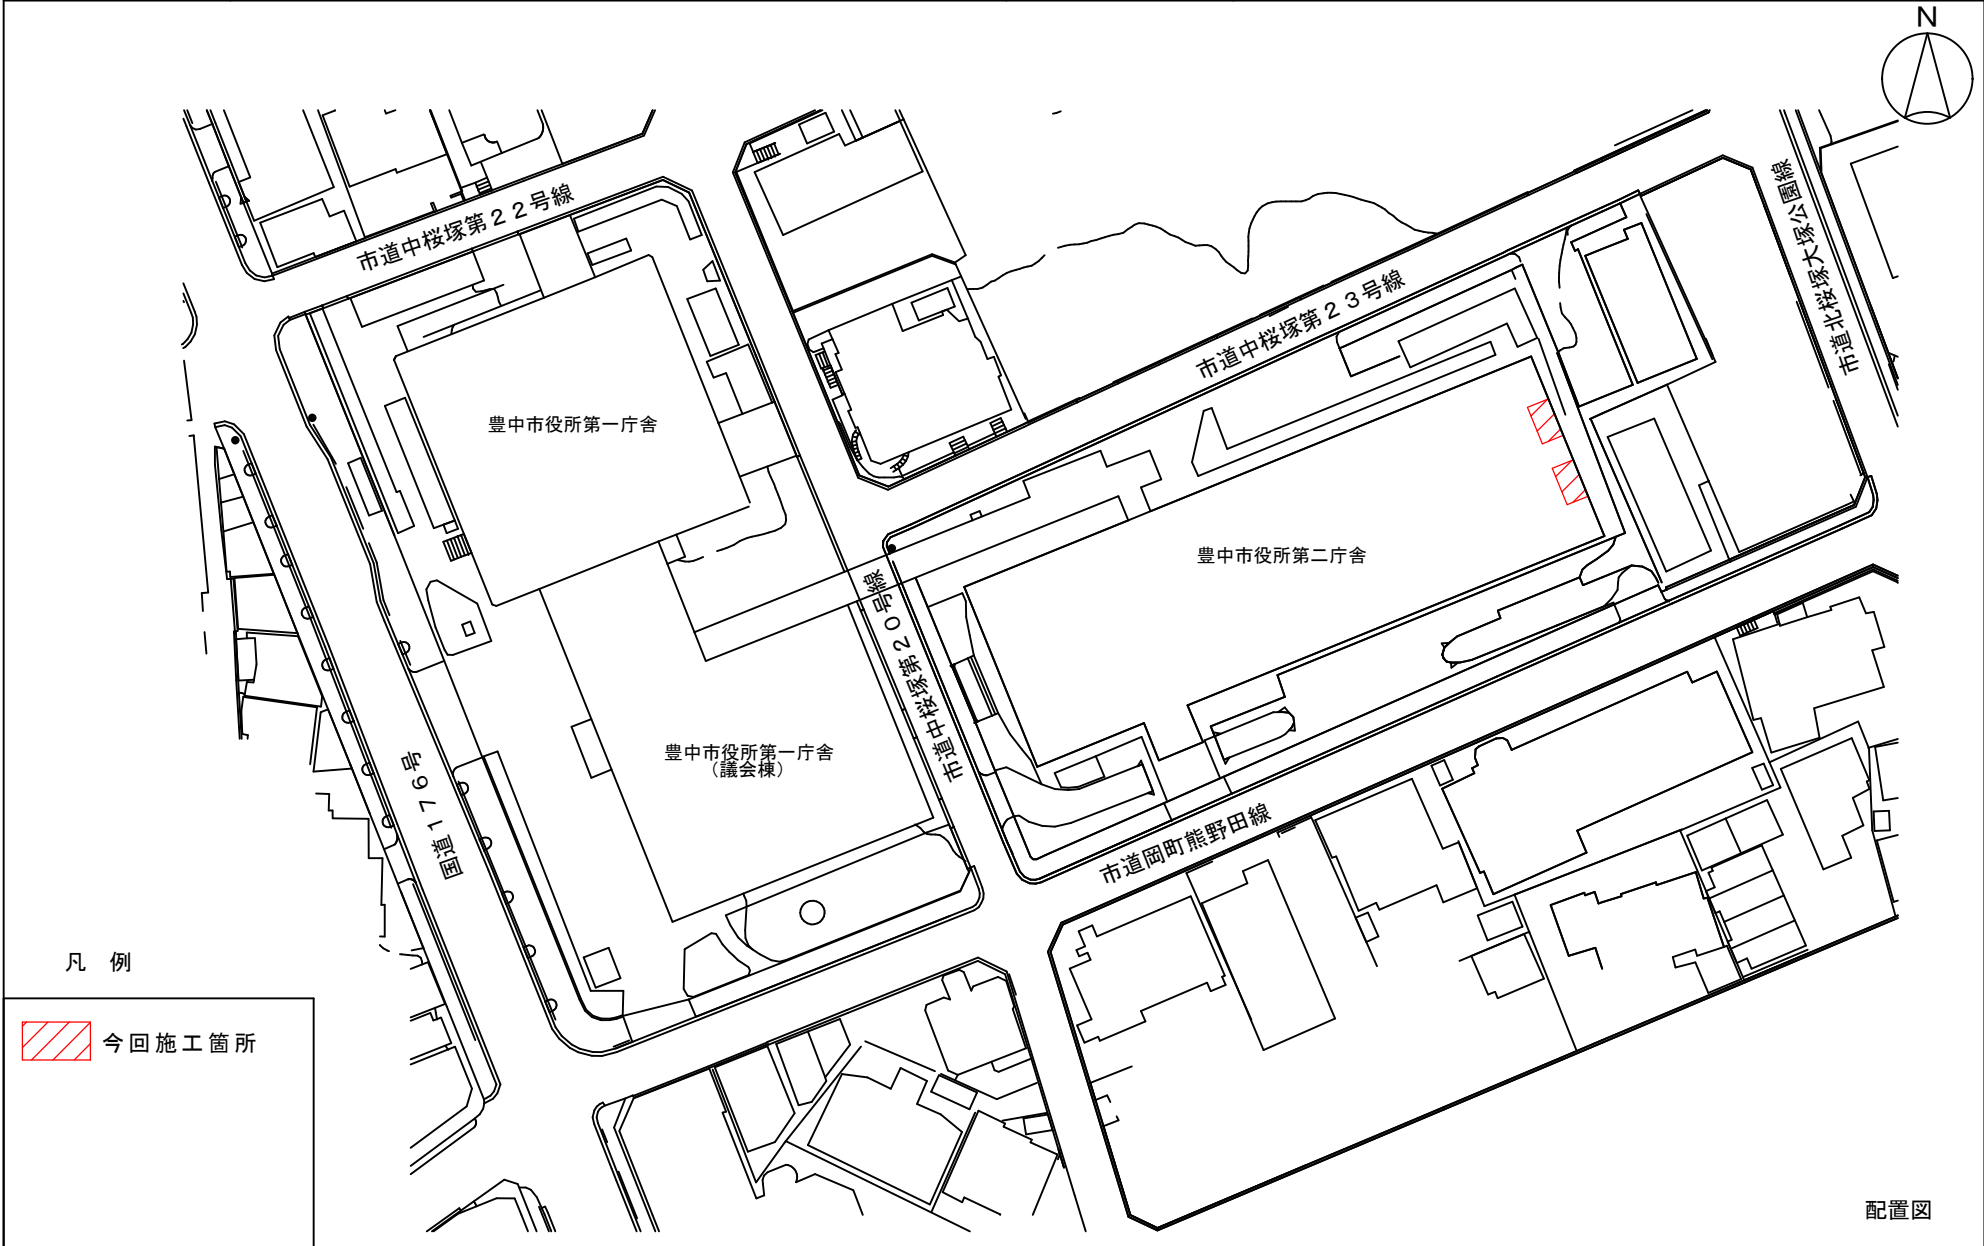 N
市道中桜塚第22号線
市道北桜塚大塚公園線
市道中桜塚第23号線
豊中市役所第一庁舎
豊中市役所第二庁舎
市道中桜塚第20号線
豊中市役所第一庁舎
(議会棟)
国道176号
市道岡町熊野田線
凡 例
今回施工箇所
配置図